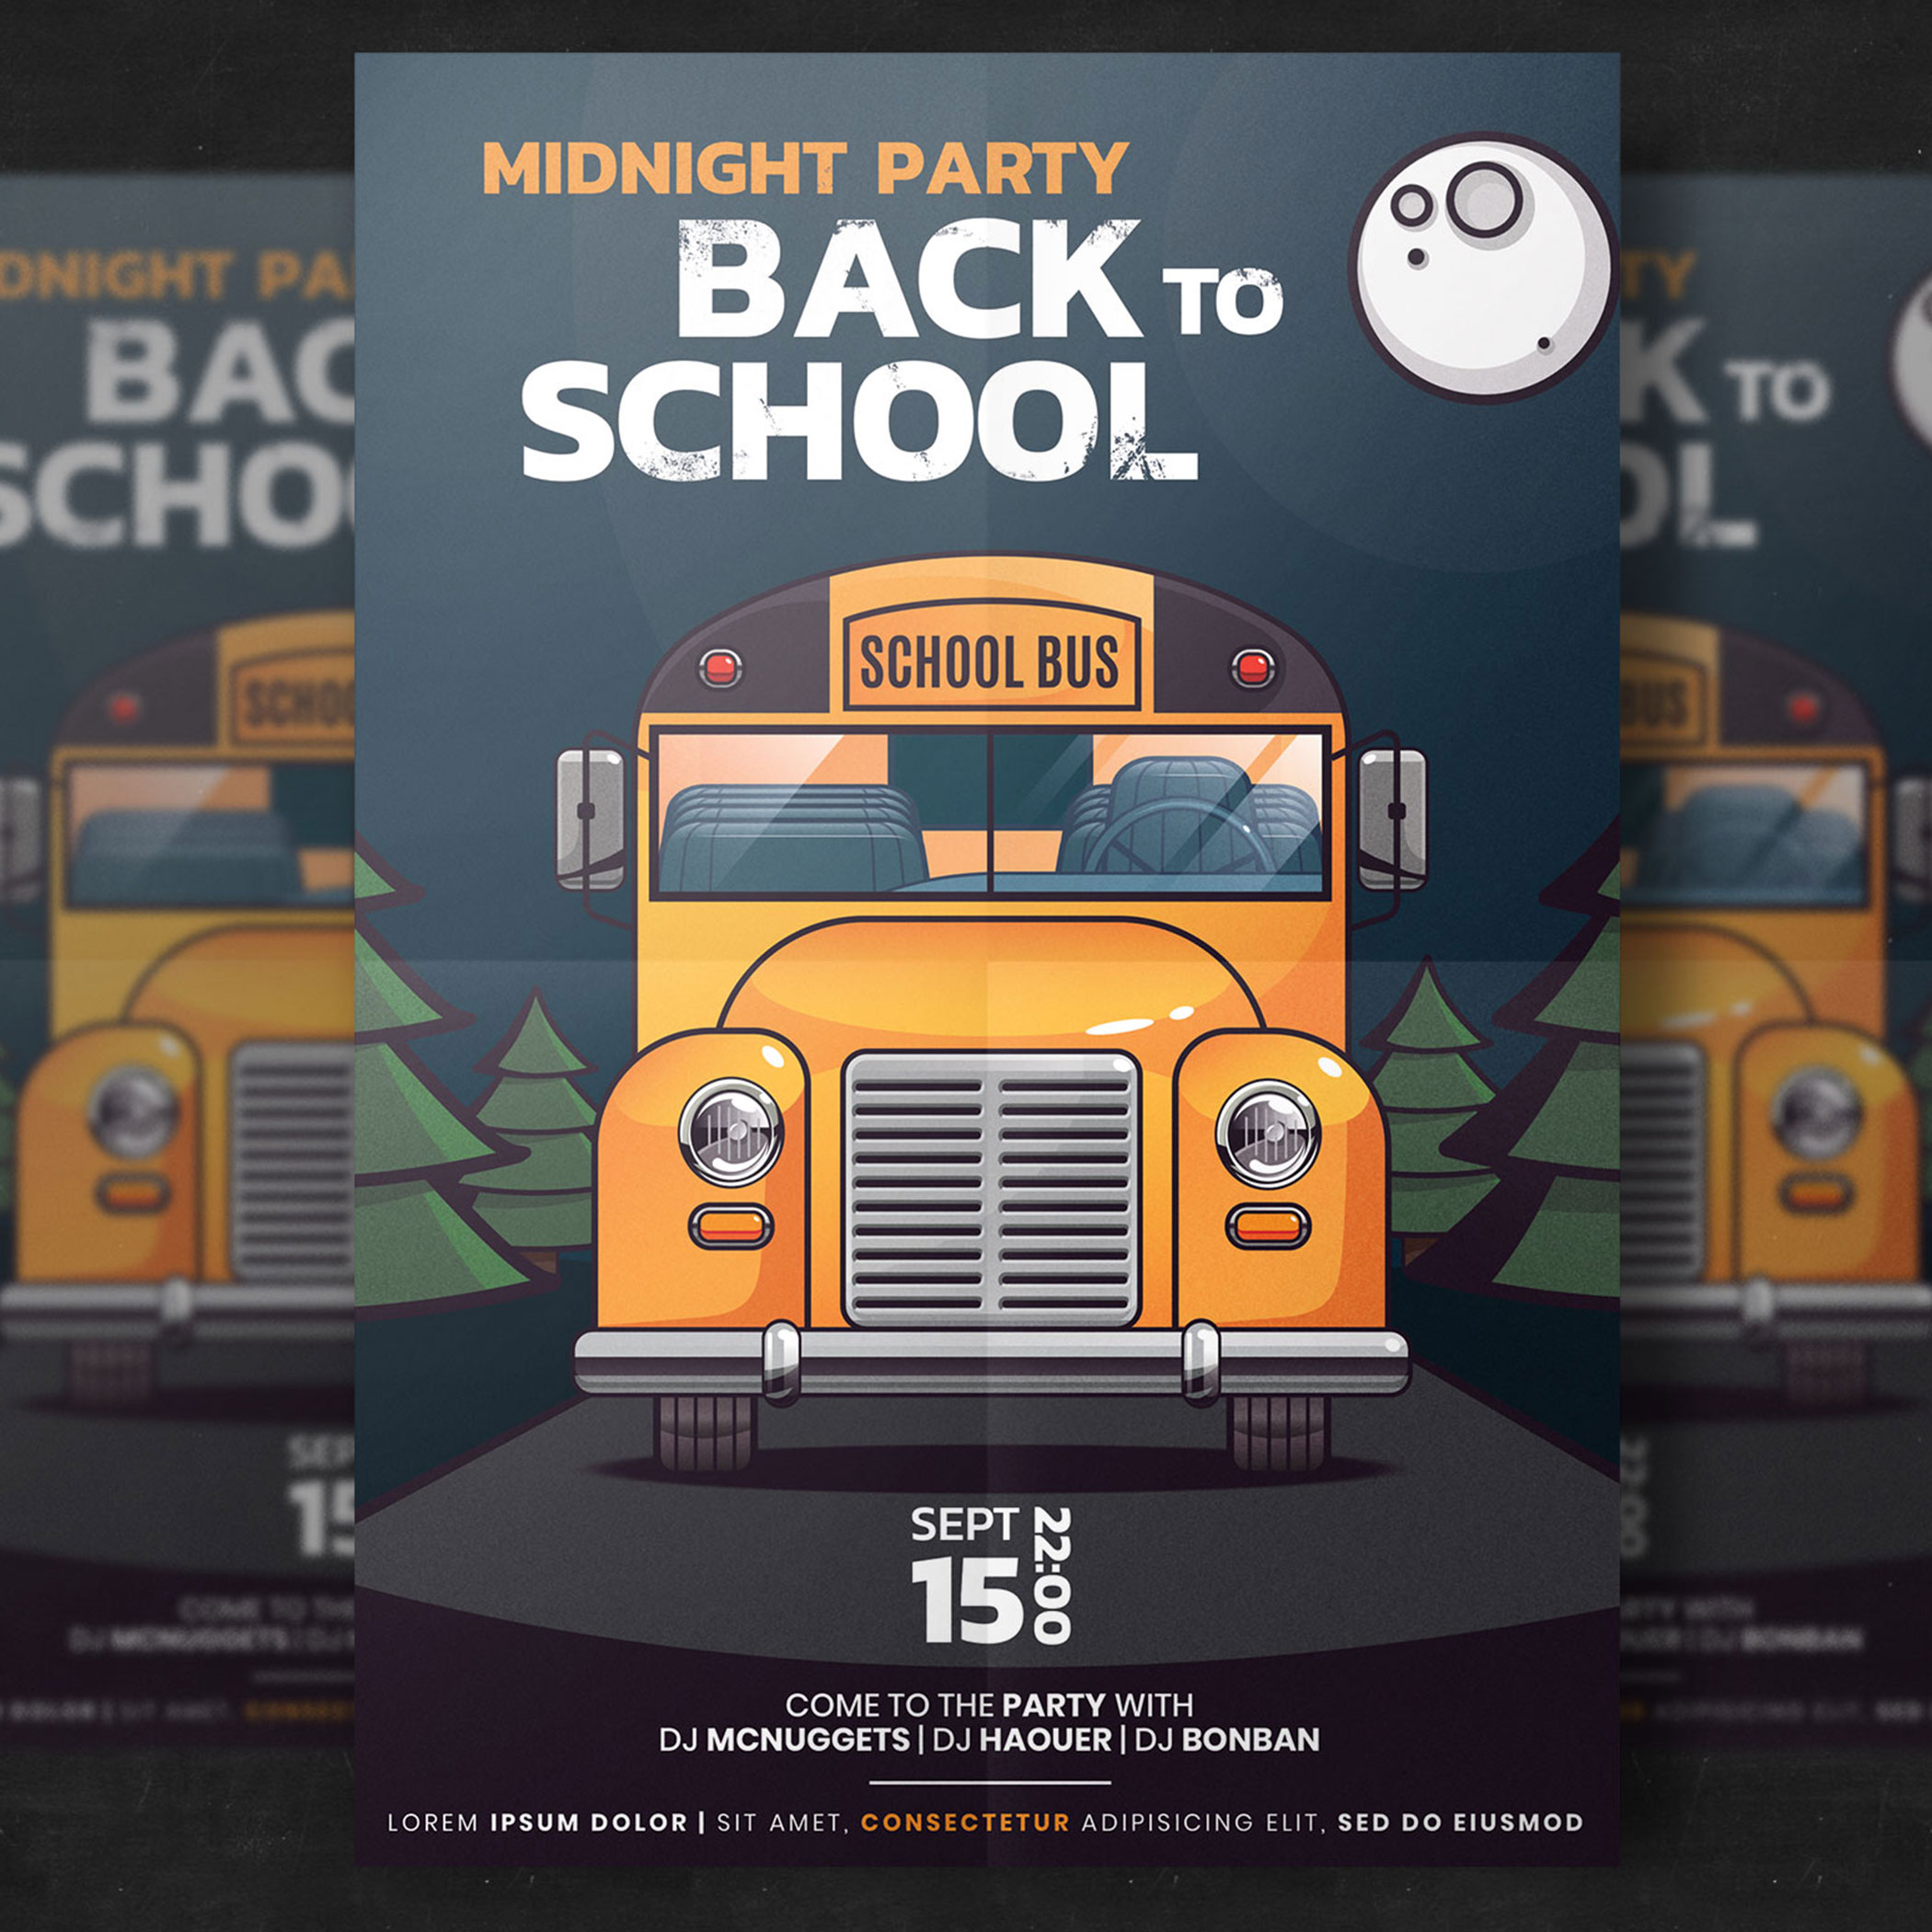 MIDNIGHT PARTY
BACK TO
SCHOOL
SCHOOL BUS
SEPT
15
22:00
COME TO THE PARTY WITH
DJ MCNUGGETS | DJ HAOUER | DJ BONBAN
LOREM IPSUM DOLOR | SIT AMET, CONSECTETUR ADIPISICING ELIT, SED DO EIUSMOD